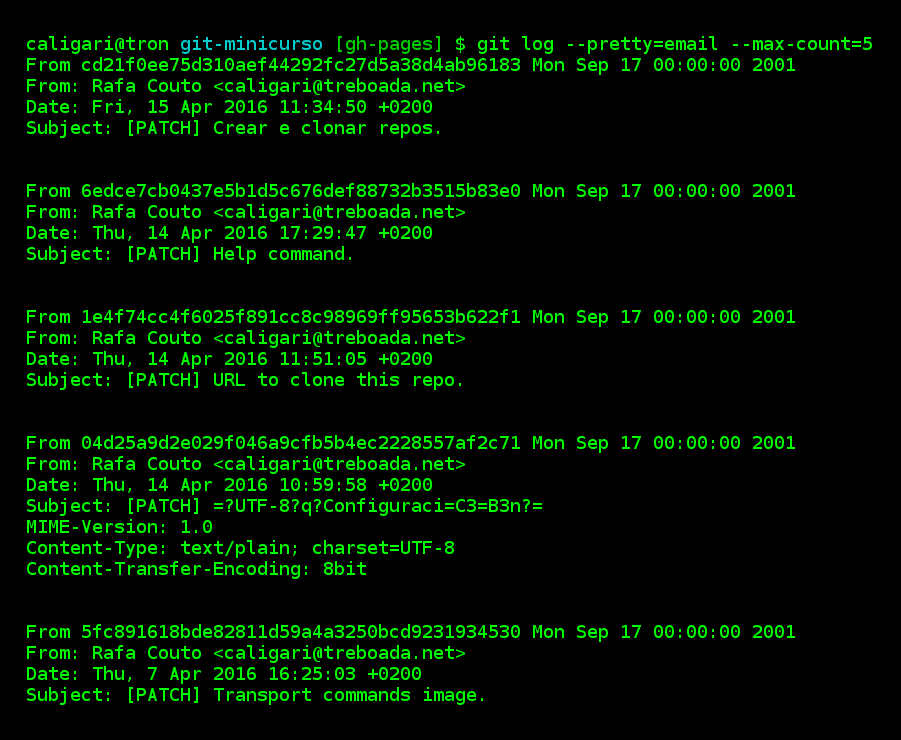 caligari@tron git-minicurso [gh-pages] $ git log --pretty=email --max-count=5
From cd21f0ee75d310aef44292fc27d5a38d4ab96183 Mon Sep 17 00:00:00 2001
From: Rafa Couto <caligari@treboada.net>
Date: Fri, 15 Apr 2016 11:34:50 +0200
Subject: [PATCH] Crear e clonar repos.
From 6edce7cb0437e5b1d5c676def88732b3515b83e0 Mon Sep 17 00:00:00 2001
From: Rafa Couto <caligari@treboada.net>
Date: Thu, 14 Apr 2016 17:29:47 +0200
Subject: [PATCH] Help command.
From 1e4f74cc4f6025f891cc8c98969ff95653b622f1 Mon Sep 17 00:00:00 2001
From: Rafa Couto <caligari@treboada.net>
Date: Thu, 14 Apr 2016 11:51:05 +0200
Subject: [PATCH] URL to clone this repo.
From 04d25a9d2e029f046a9cfb5b4ec2228557af2c71 Mon Sep 17 00:00:00 2001
From: Rafa Couto <caligari@treboada.net>
Date: Thu, 14 Apr 2016 10:59:58 +0200
Subject: [PATCH] =?UTF-8?q?Configuraci=C3=B3n?=
MIME-Version: 1.0
Content-Type: text/plain; charset=UTF-8
Content-Transfer-Encoding: 8bit
From 5fc891618bde82811d59a4a3250bcd9231934530 Mon Sep 17 00:00:00 2001
From: Rafa Couto <caligari@treboada.net>
Date: Thu, 7 Apr 2016 16:25:03 +0200
Subject: [PATCH] Transport commands image.